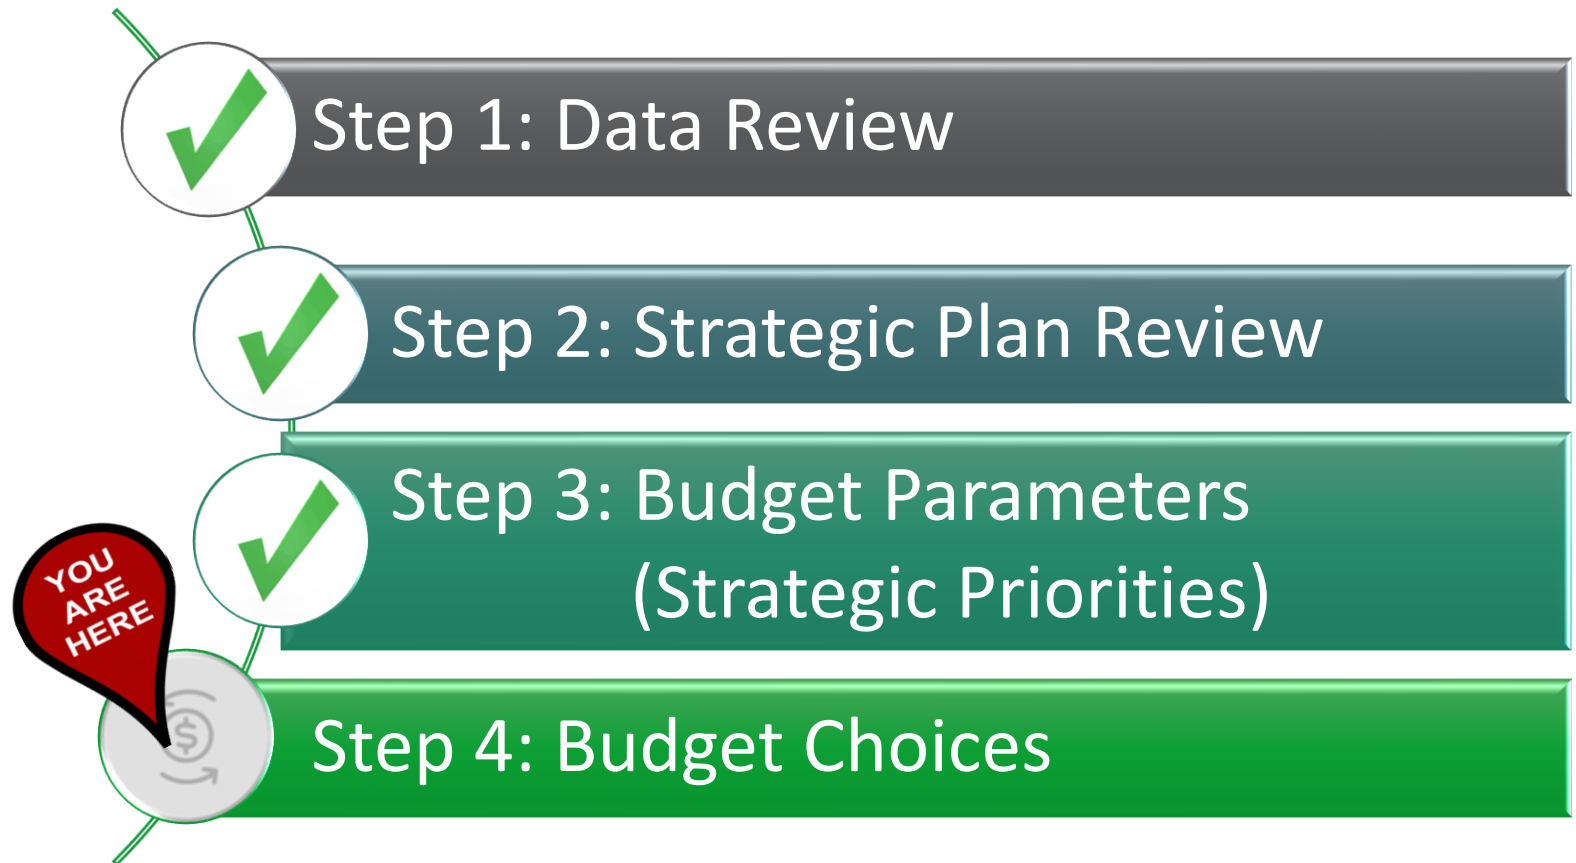 Step 1: Data Review
Step 2: Strategic Plan Review
Step 3: Budget Parameters
(Strategic Priorities)
YOU
ARE
HERE
$
Step 4: Budget Choices